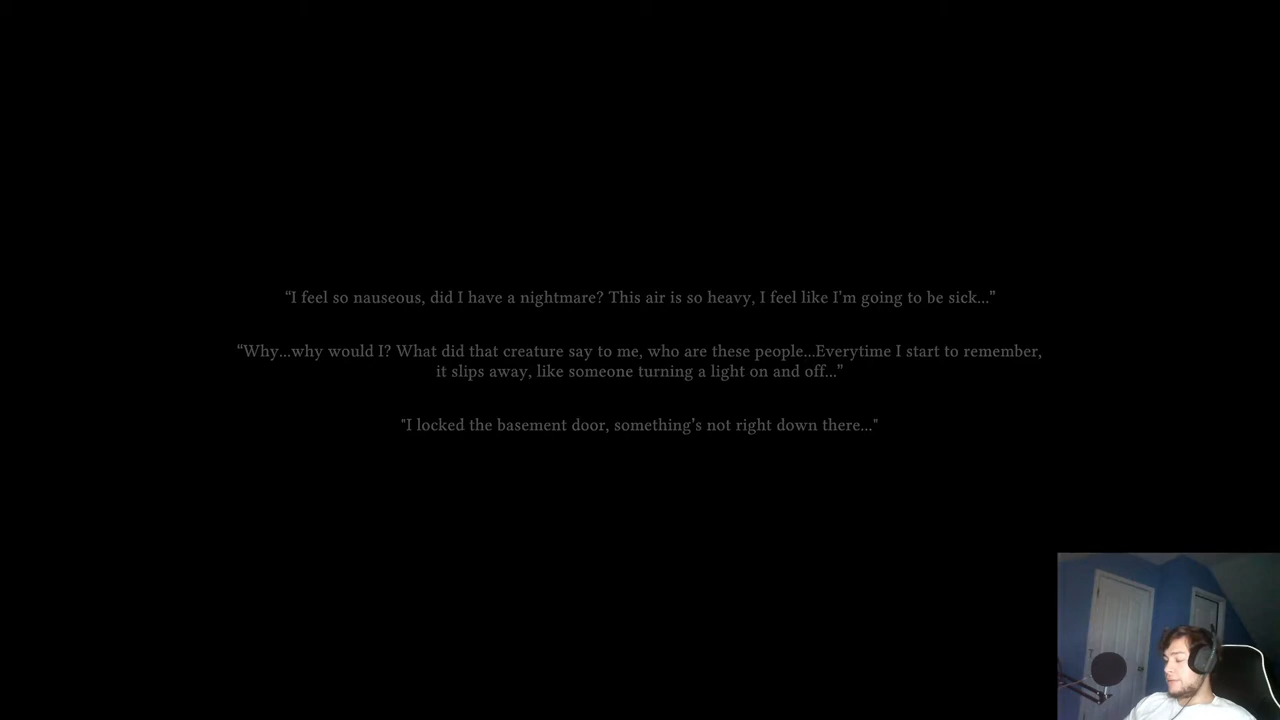 “I feel so nauseous, did I have a nightmare? This air is so heavy, I feel like I’m going to be sick...”
“Why...why would I? What did that creature say to me, who are these people...Everytime I start to remember,
it slips away, like someone turning a light on and off...”
"I locked the basement door, something's not right down there..."